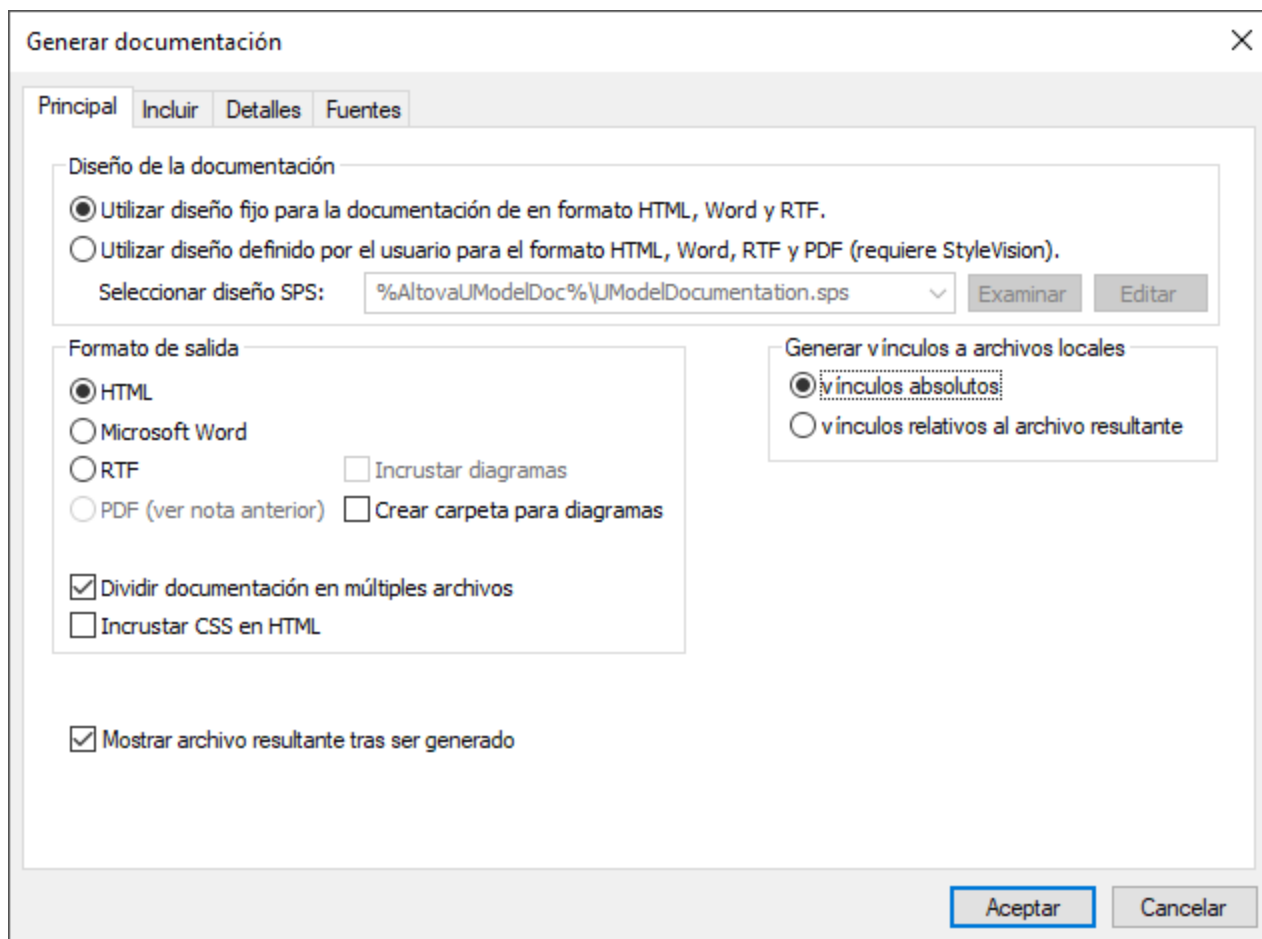 Generar documentación
Principal Incluir Detalles Fuentes
Diseño de la documentación
Utilizar diseño fijo para la documentación de en formato HTML, Word y RTF.
Utilizar diseño definido por el usuario para el formato HTML, Word, RTF y PDF (requiere StyleVision).
Seleccionar diseño SPS: %AltovaUModelDoc%\UModelDocumentation.sps Examinar Editar
Formato de salida
HTML
Microsoft Word
RTF Incrustar diagramas
PDF (ver nota anterior) Crear carpeta para diagramas
Dividir documentación en múltiples archivos
Incrustar CSS en HTML
Generar vínculos a archivos locales
vínculos absolutos
vínculos relativos al archivo resultante
Mostrar archivo resultante tras ser generado
Aceptar Cancelar